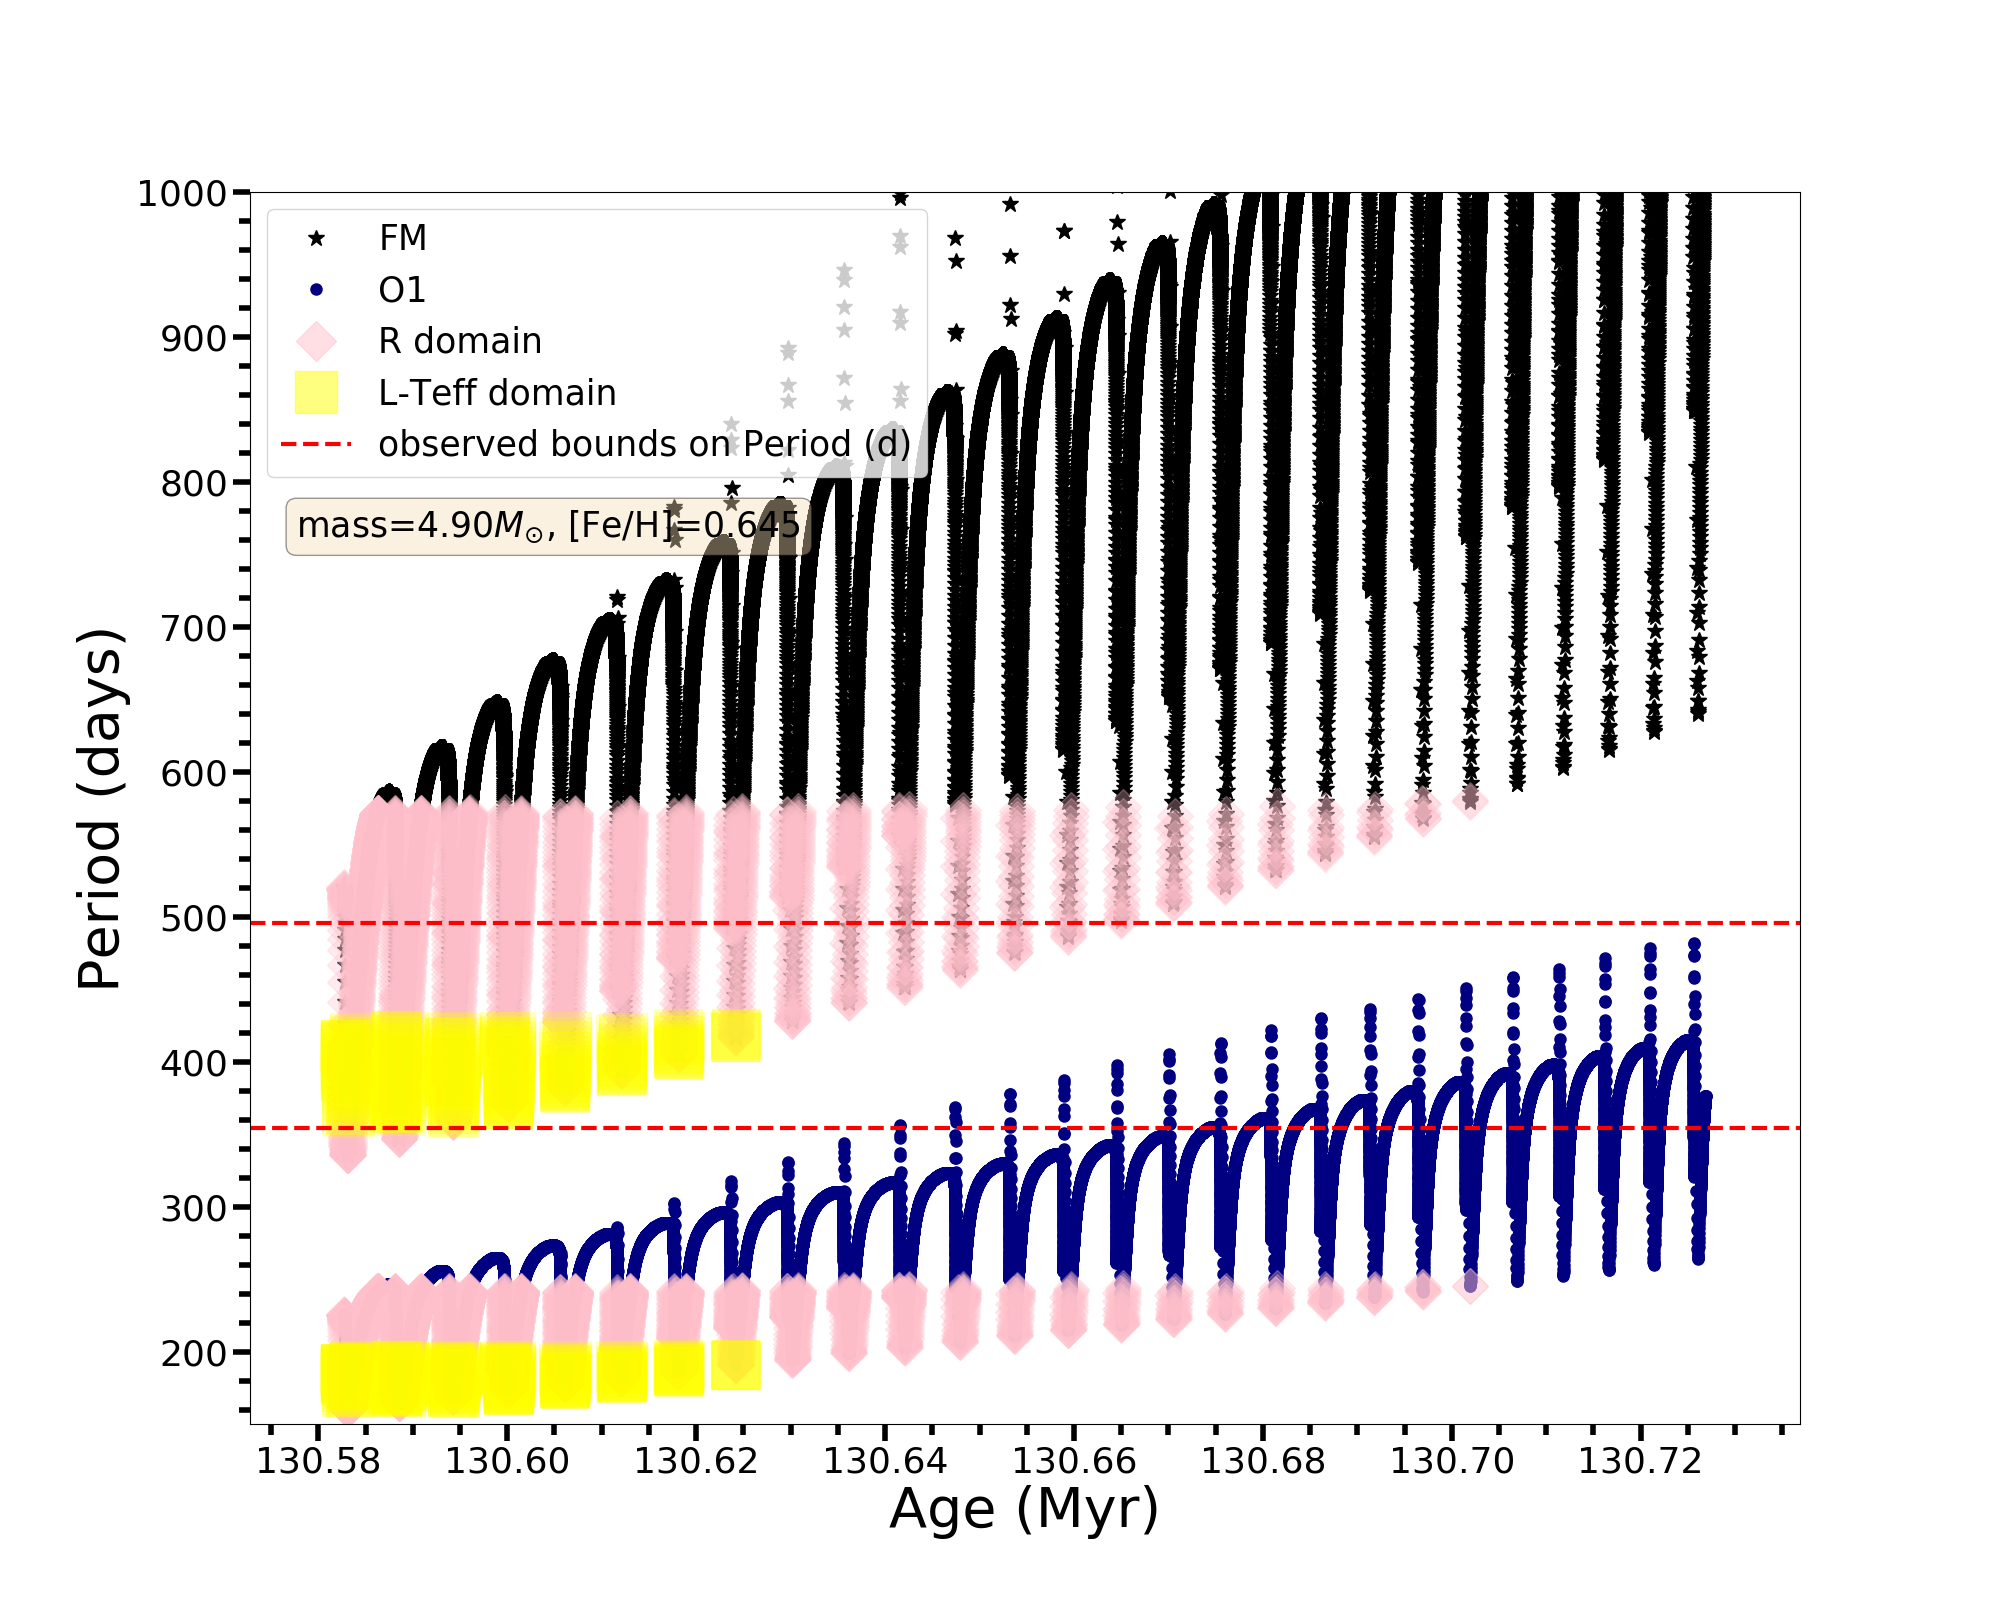 1000
900
800
700
600
500
400
300
200
Period (days)
FM
O1
R domain
L-Teff domain
observed bounds on Period (d)
mass=4.90M⊙, [Fe/H]=0.645
130.58 130.60 130.62 130.64 130.66 130.68 130.70 130.72
Age (Myr)